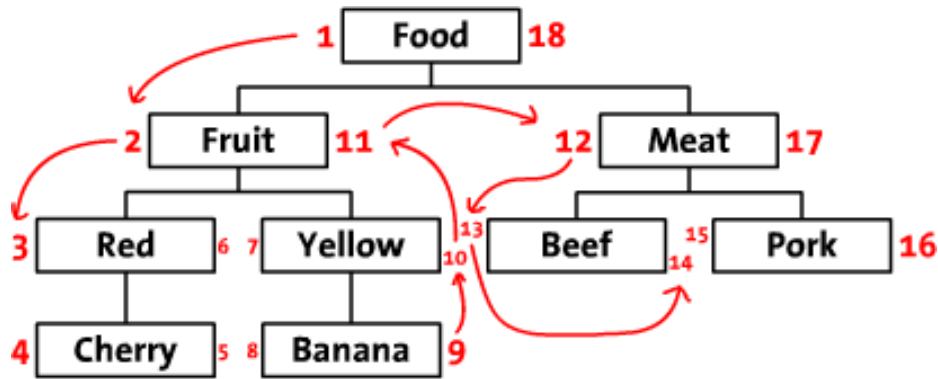 1 Food 18
2 Fruit 11 12 Meat 17
3 Red 6 7 Yellow 10 13 Beef 14 15 Pork 16
4 Cherry 5 8 Banana 9